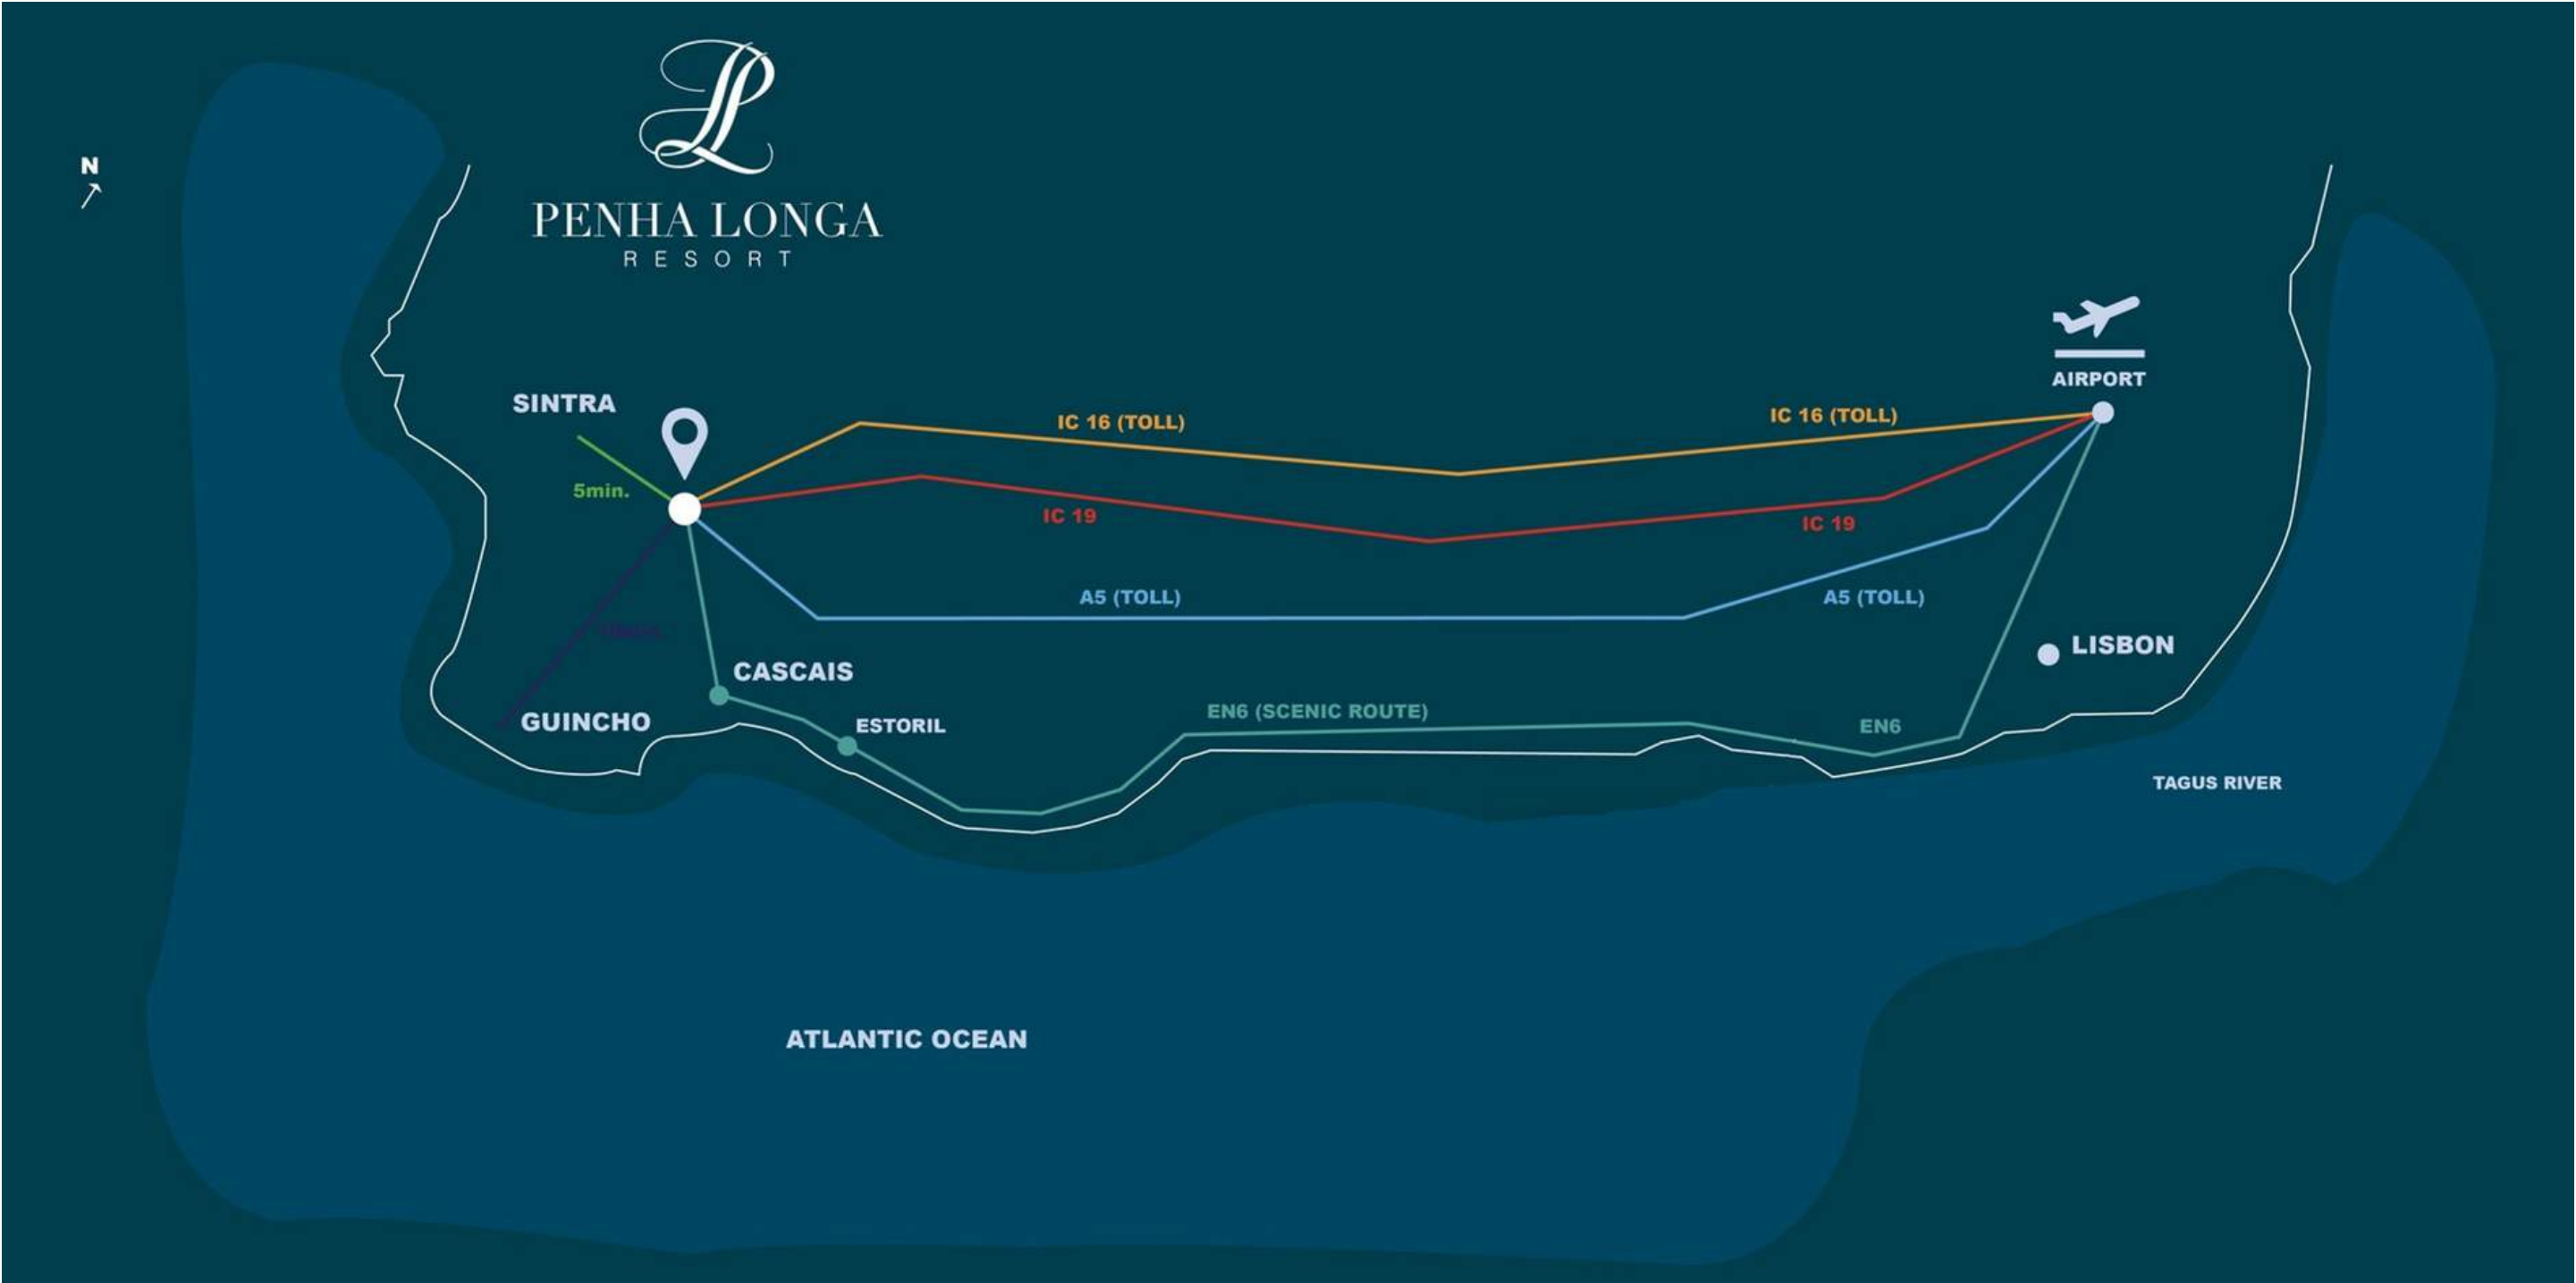 N
PENHA LONGA
RESORT
AIRPORT
SINTRA
IC 16 (TOLL)
IC 16 (TOLL)
5min.
IC 19
IC 19
A5 (TOLL)
A5 (TOLL)
LISBON
CASCAIS
GUINCHO
ESTORIL
EN6 (SCENIC ROUTE)
EN6
TAGUS RIVER
ATLANTIC OCEAN